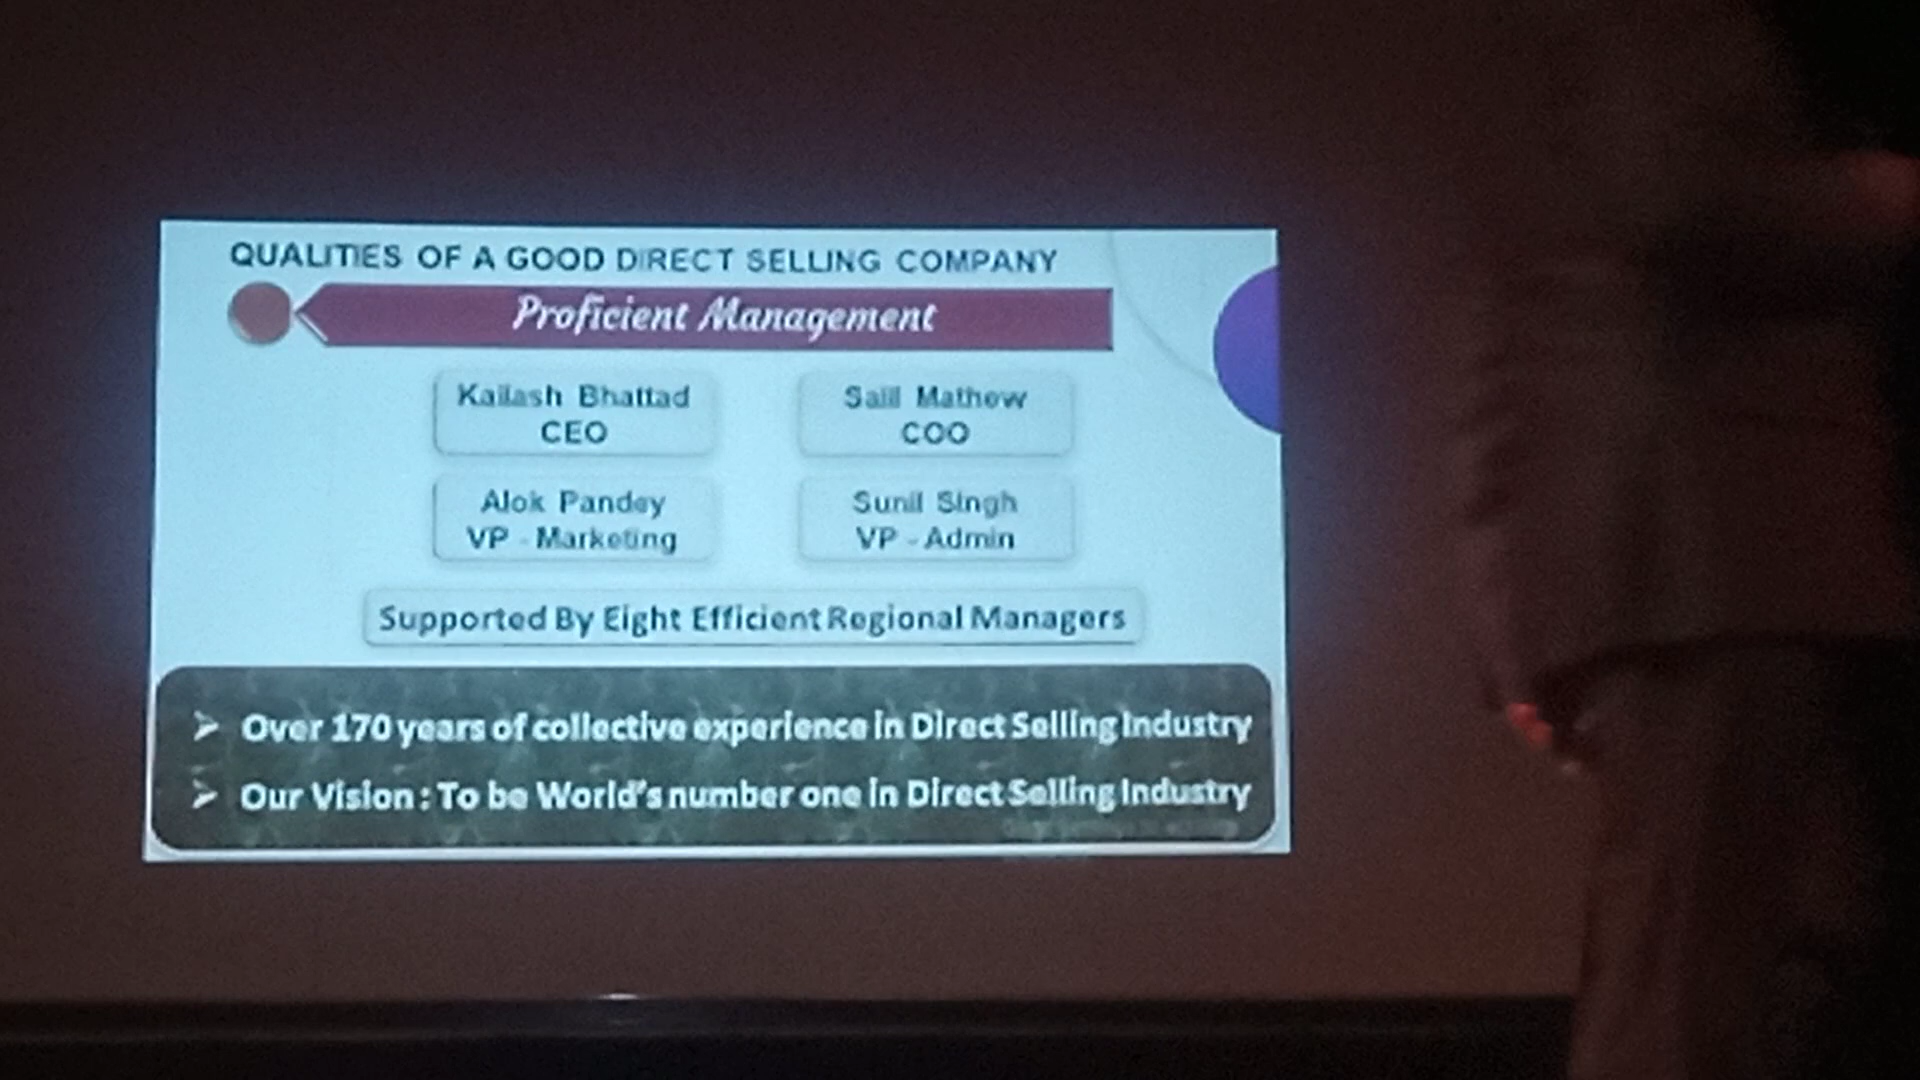 QUALITIES OF A GOOD DIRECT SELLING COMPANY
Proficient Management
Kailash Bhattad
CEO
Salil Mathew
COO
Alok Pandey
VP - Marketing
Sunil Singh
VP - Admin
Supported By Eight Efficient Regional Managers
➢ Over 170 years of collective experience in Direct Selling Industry
➢ Our Vision : To be World's number one in Direct Selling Industry